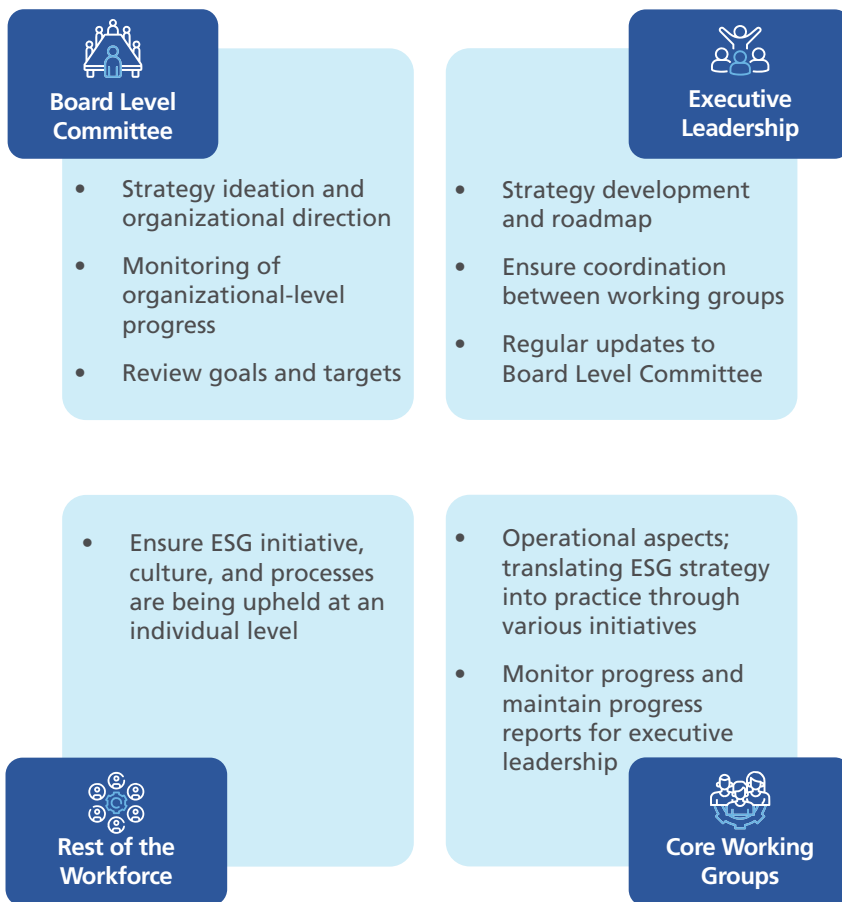 Board Level
Committee
• Strategy ideation and
organizational direction
• Monitoring of
organizational-level
progress
• Review goals and targets
Executive
Leadership
• Strategy development
and roadmap
• Ensure coordination
between working groups
• Regular updates to
Board Level Committee
• Ensure ESG initiative,
culture, and processes
are being upheld at an
individual level
Rest of the
Workforce
• Operational aspects;
translating ESG strategy
into practice through
various initiatives
• Monitor progress and
maintain progress
reports for executive
leadership
Core Working
Groups